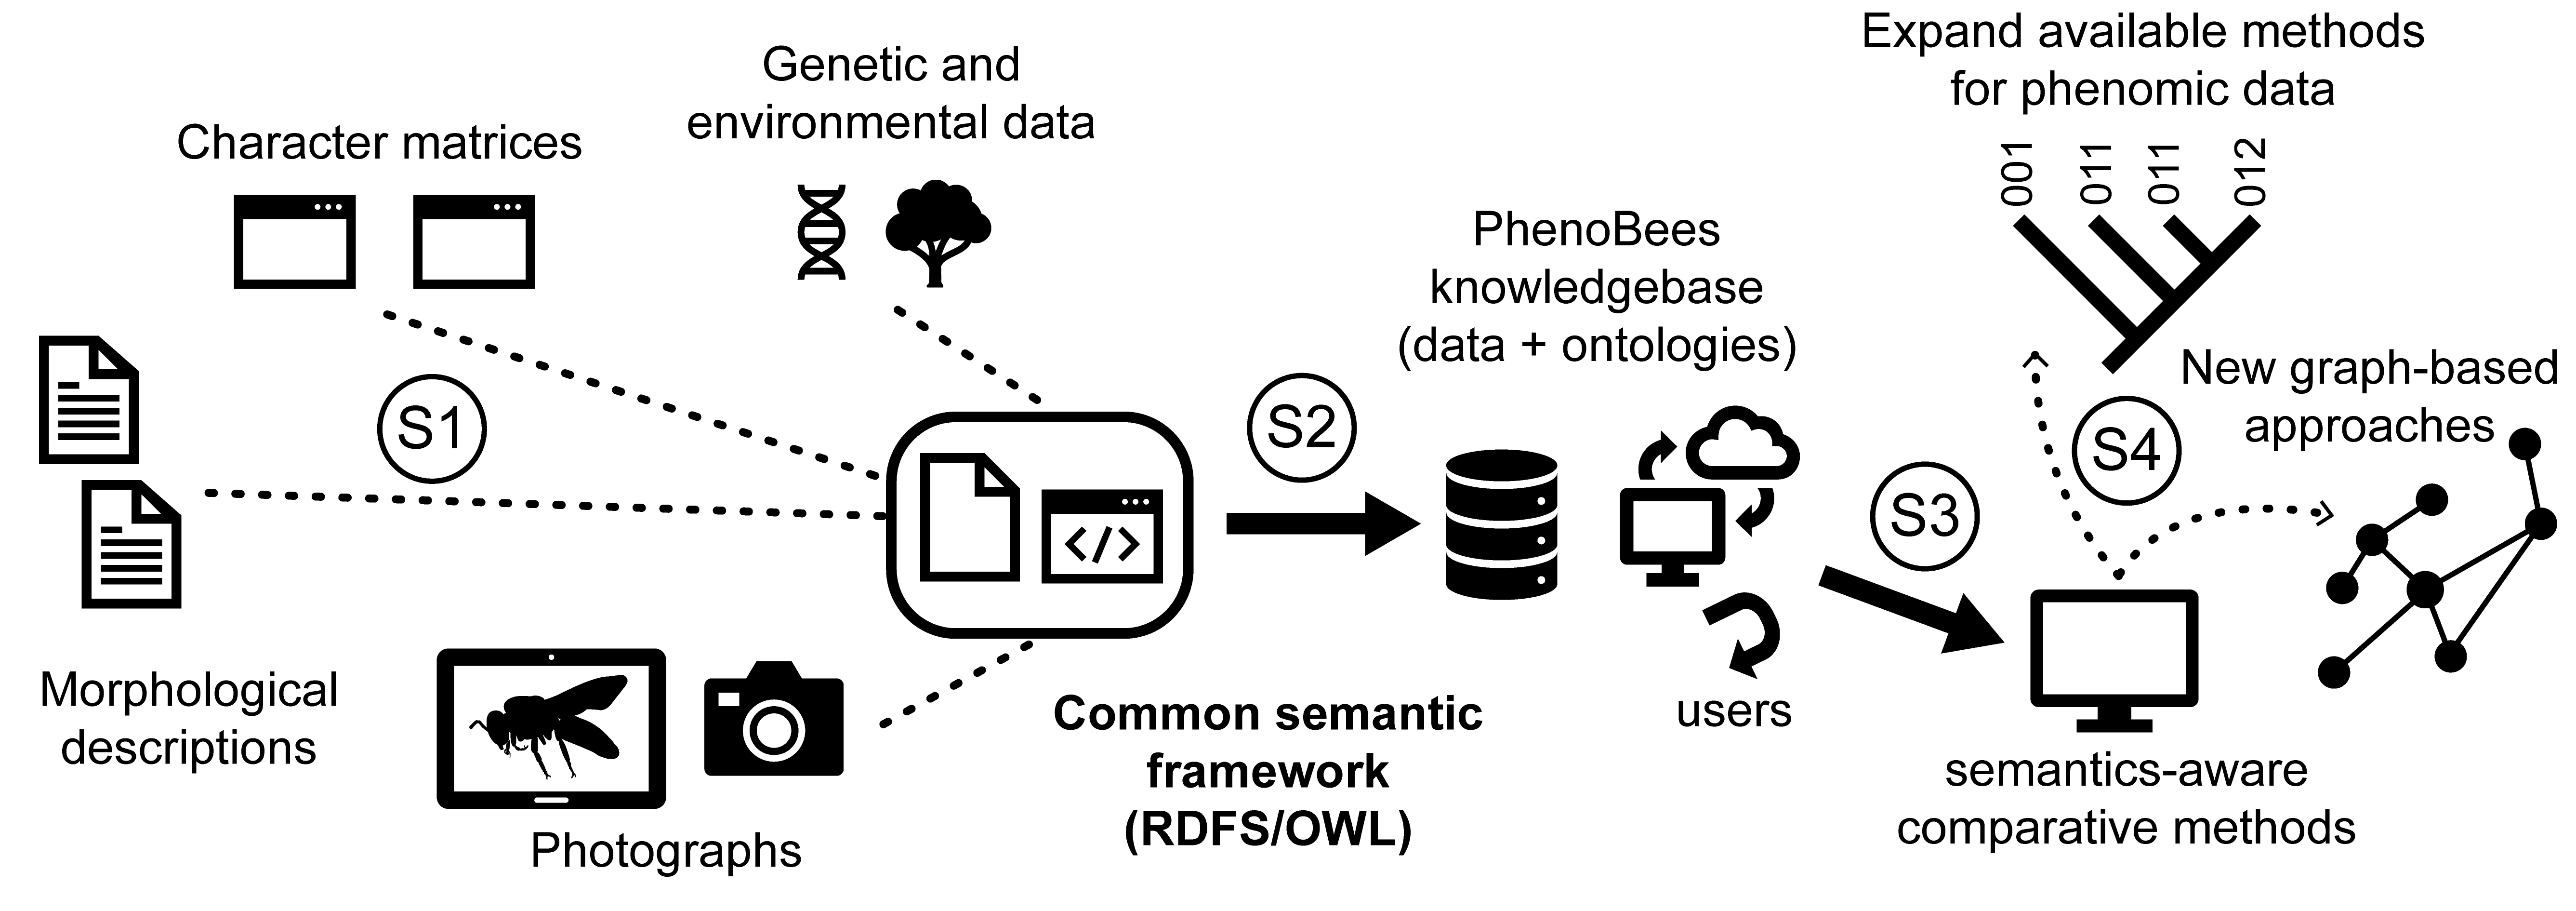 Character matrices
Genetic and
environmental data
S1
Morphological
descriptions
Photographs
</>
Common semantic
framework
(RDFS/OWL)
S2
PhenoBees
knowledgebase
(data + ontologies)
users
S3
semantics-aware
comparative methods
S4
Expand available methods
for phenomic data
001
011
011
012
New graph-based
approaches